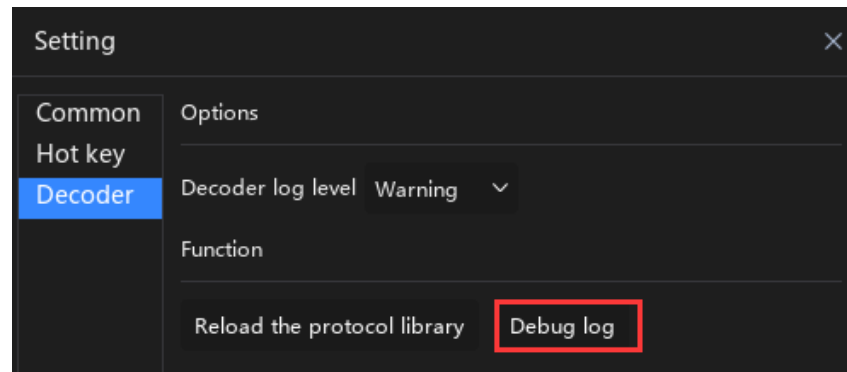 Setting
Common
Hot key
Decoder
Options
Decoder log level Warning
Function
Reload the protocol library Debug log